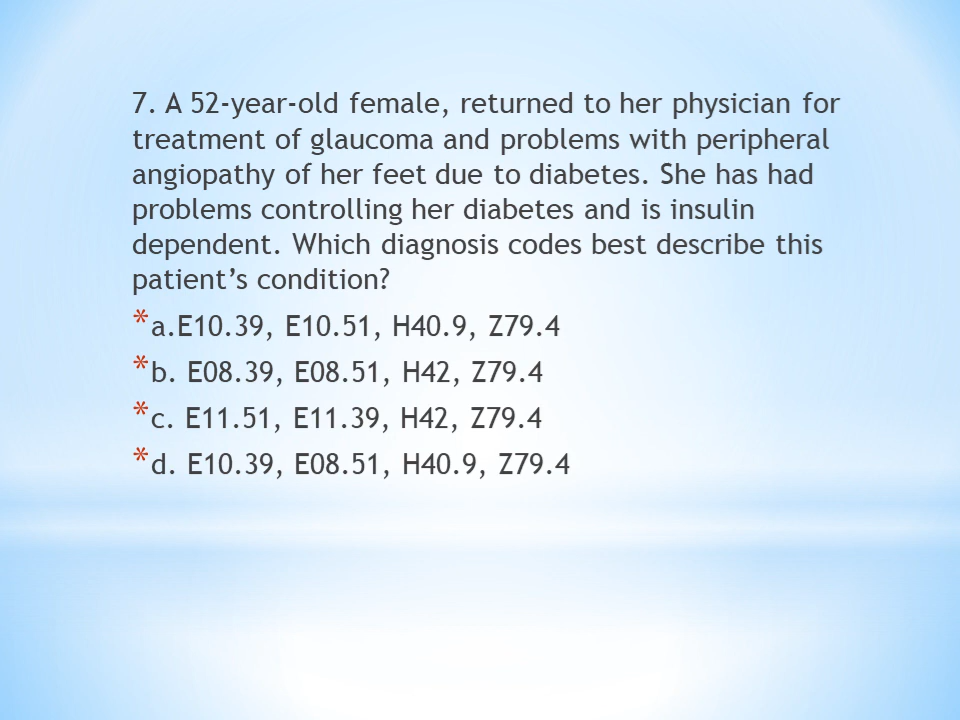 7. A 52-year-old female, returned to her physician for
treatment of glaucoma and problems with peripheral
angiopathy of her feet due to diabetes. She has had
problems controlling her diabetes and is insulin
dependent. Which diagnosis codes best describe this
patient’s condition?
*a.E10.39, E10.51, H40.9, Z79.4
*b. E08.39, E08.51, H42, Z79.4
*c. E11.51, E11.39, H42, Z79.4
*d. E10.39, E08.51, H40.9, Z79.4